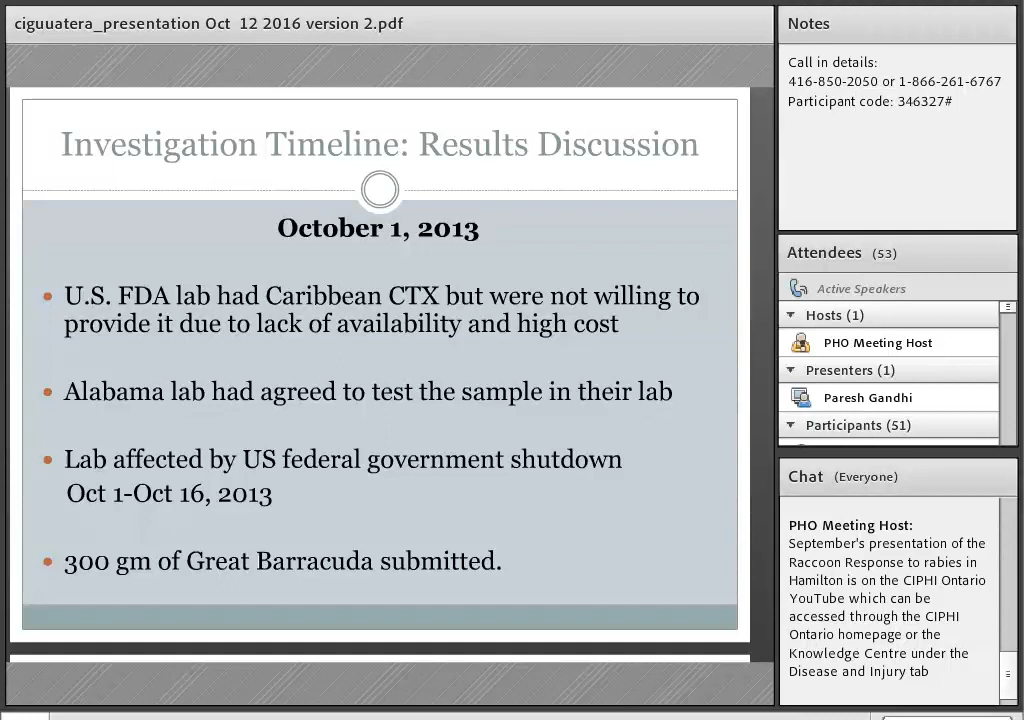 ciguuatera_presentation Oct  12 2016 version 2.pdf
Investigation Timeline: Results Discussion
October 1, 2013
• U.S. FDA lab had Caribbean CTX but were not willing to
provide it due to lack of availability and high cost
• Alabama lab had agreed to test the sample in their lab
• Lab affected by US federal government shutdown
Oct 1-Oct 16, 2013
• 300 gm of Great Barracuda submitted.
Notes
Call in details:
416-850-2050 or 1-866-261-6767
Participant code: 346327#
Attendees (53)
Active Speakers
Hosts (1)
PHO Meeting Host
Presenters (1)
Paresh Gandhi
Participants (51)
Chat (Everyone)
PHO Meeting Host:
September's presentation of the
Raccoon Response to rabies in
Hamilton is on the CIPHI Ontario
YouTube which can be
accessed through the CIPHI
Ontario homepage or the
Knowledge Centre under the
Disease and Injury tab